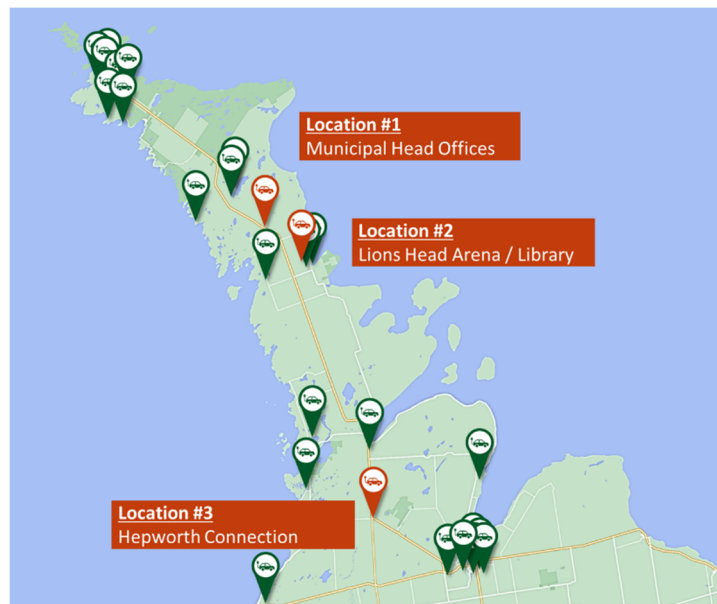 Location #1
Municipal Head Offices
Location #2
Lions Head Arena / Library
Location #3
Hepworth Connection